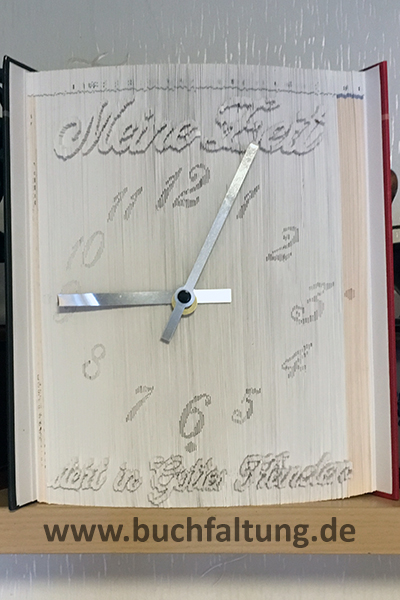 Meine Zeit
11 12 1
10 2
3
8 4
7 6 5
steht in Gottes Händen
www.buchfaltung.de